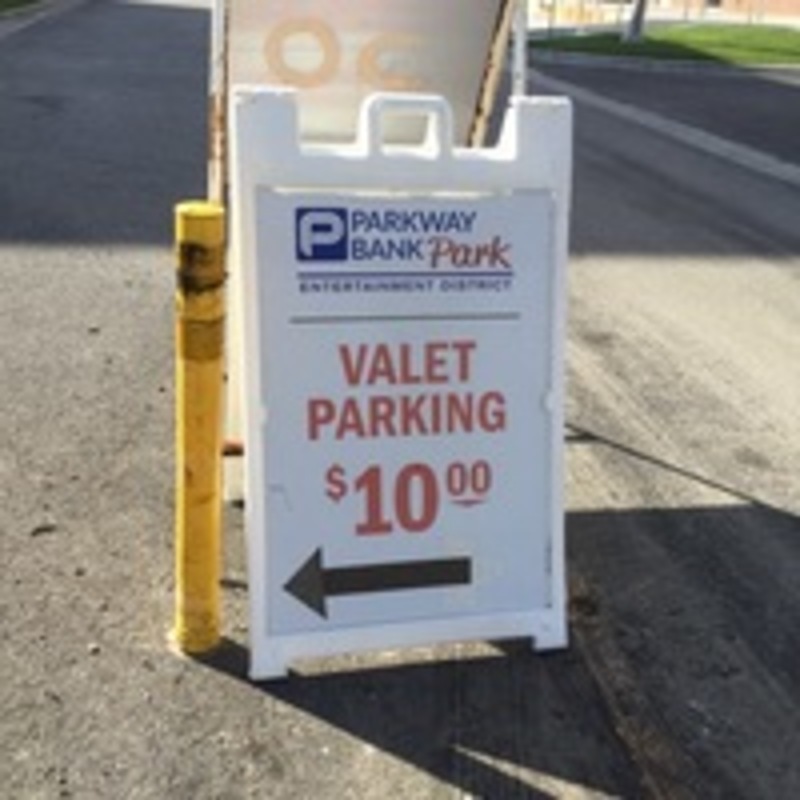 PARKWAY
BANK Park
ENTERTAINMENT DISTRICT
VALET
PARKING
$10 00